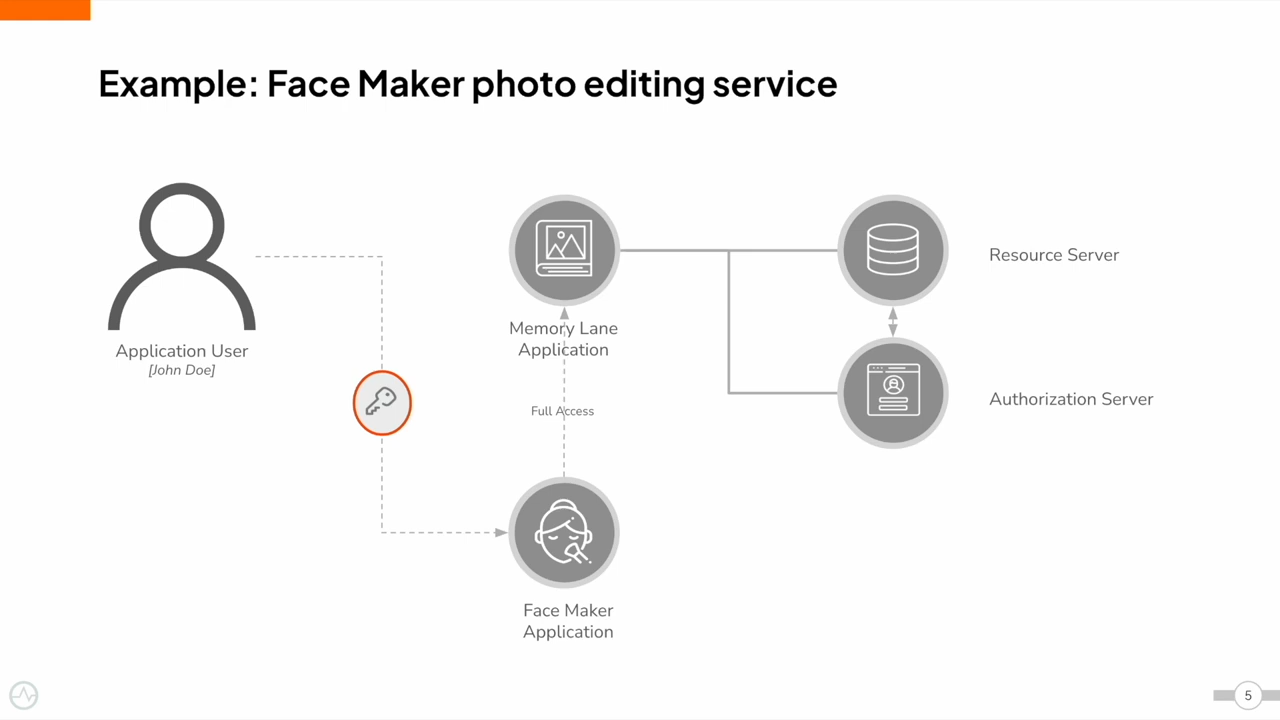 Example: Face Maker photo editing service
Application User
[John Doe]
Memory Lane
Application
Full Access
Face Maker
Application
Resource Server
Authorization Server
5